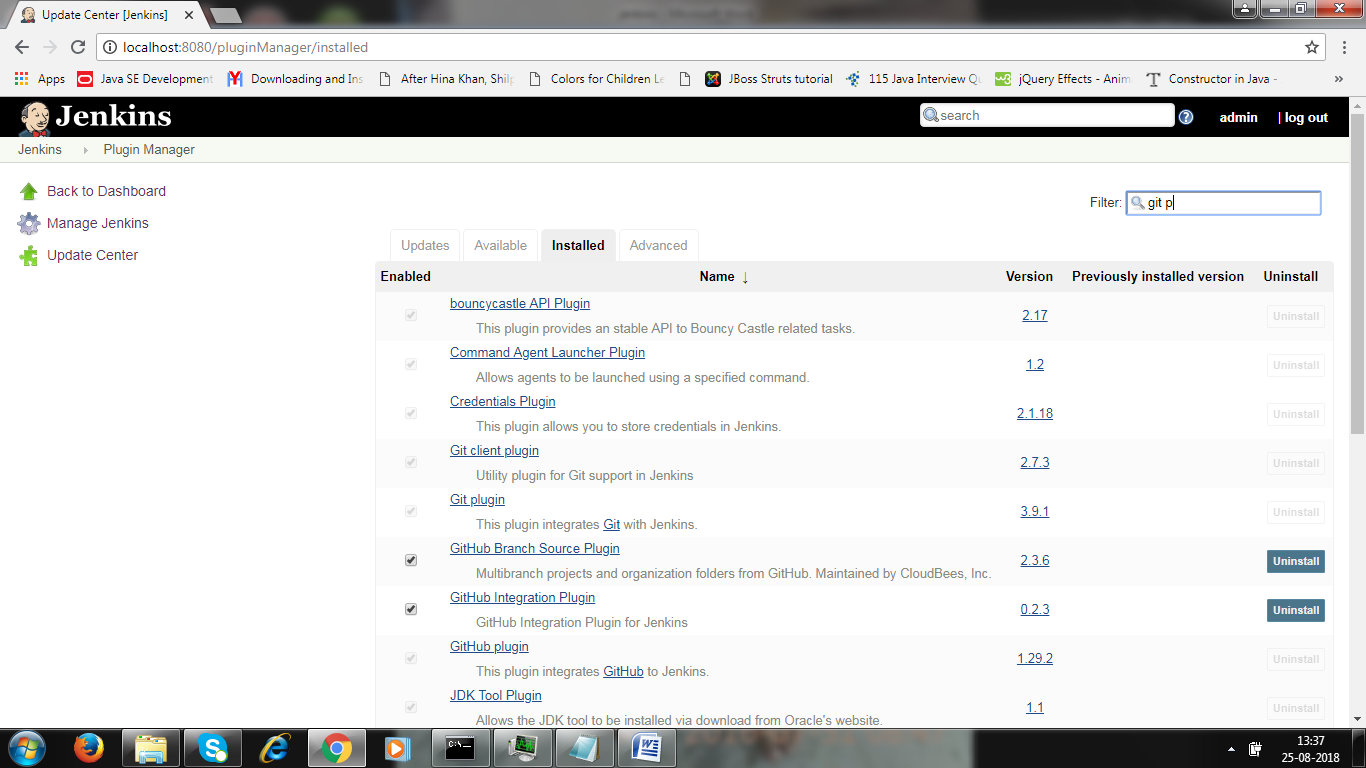 Update Center [Jenkins]
localhost:8080/pluginManager/installed
Apps
Java SE Development
Downloading and Ins
After Hina Khan, Shil
Colors for Children Le
JBoss Struts tutorial
115 Java Interview Qu
jQuery Effects - Anim
Constructor in Java -
Jenkins
search
admin
| log out
Jenkins
Plugin Manager
Back to Dashboard
Manage Jenkins
Update Center
Filter: git p
Updates
Available
Installed
Advanced
Enabled Name ↓ Version Previously installed version Uninstall
bouncycastle API Plugin
This plugin provides an stable API to Bouncy Castle related tasks.
2.17
Uninstall
Command Agent Launcher Plugin
Allows agents to be launched using a specified command.
1.2
Uninstall
Credentials Plugin
This plugin allows you to store credentials in Jenkins.
2.1.18
Uninstall
Git client plugin
Utility plugin for Git support in Jenkins
2.7.3
Uninstall
Git plugin
This plugin integrates Git with Jenkins.
3.9.1
Uninstall
GitHub Branch Source Plugin
Multibranch projects and organization folders from GitHub. Maintained by CloudBees, Inc.
2.3.6
Uninstall
GitHub Integration Plugin
GitHub Integration Plugin for Jenkins
0.2.3
Uninstall
GitHub plugin
This plugin integrates GitHub to Jenkins.
1.29.2
Uninstall
JDK Tool Plugin
Allows the JDK tool to be installed via download from Oracle's website.
1.1
Uninstall
13:37
25-08-2018